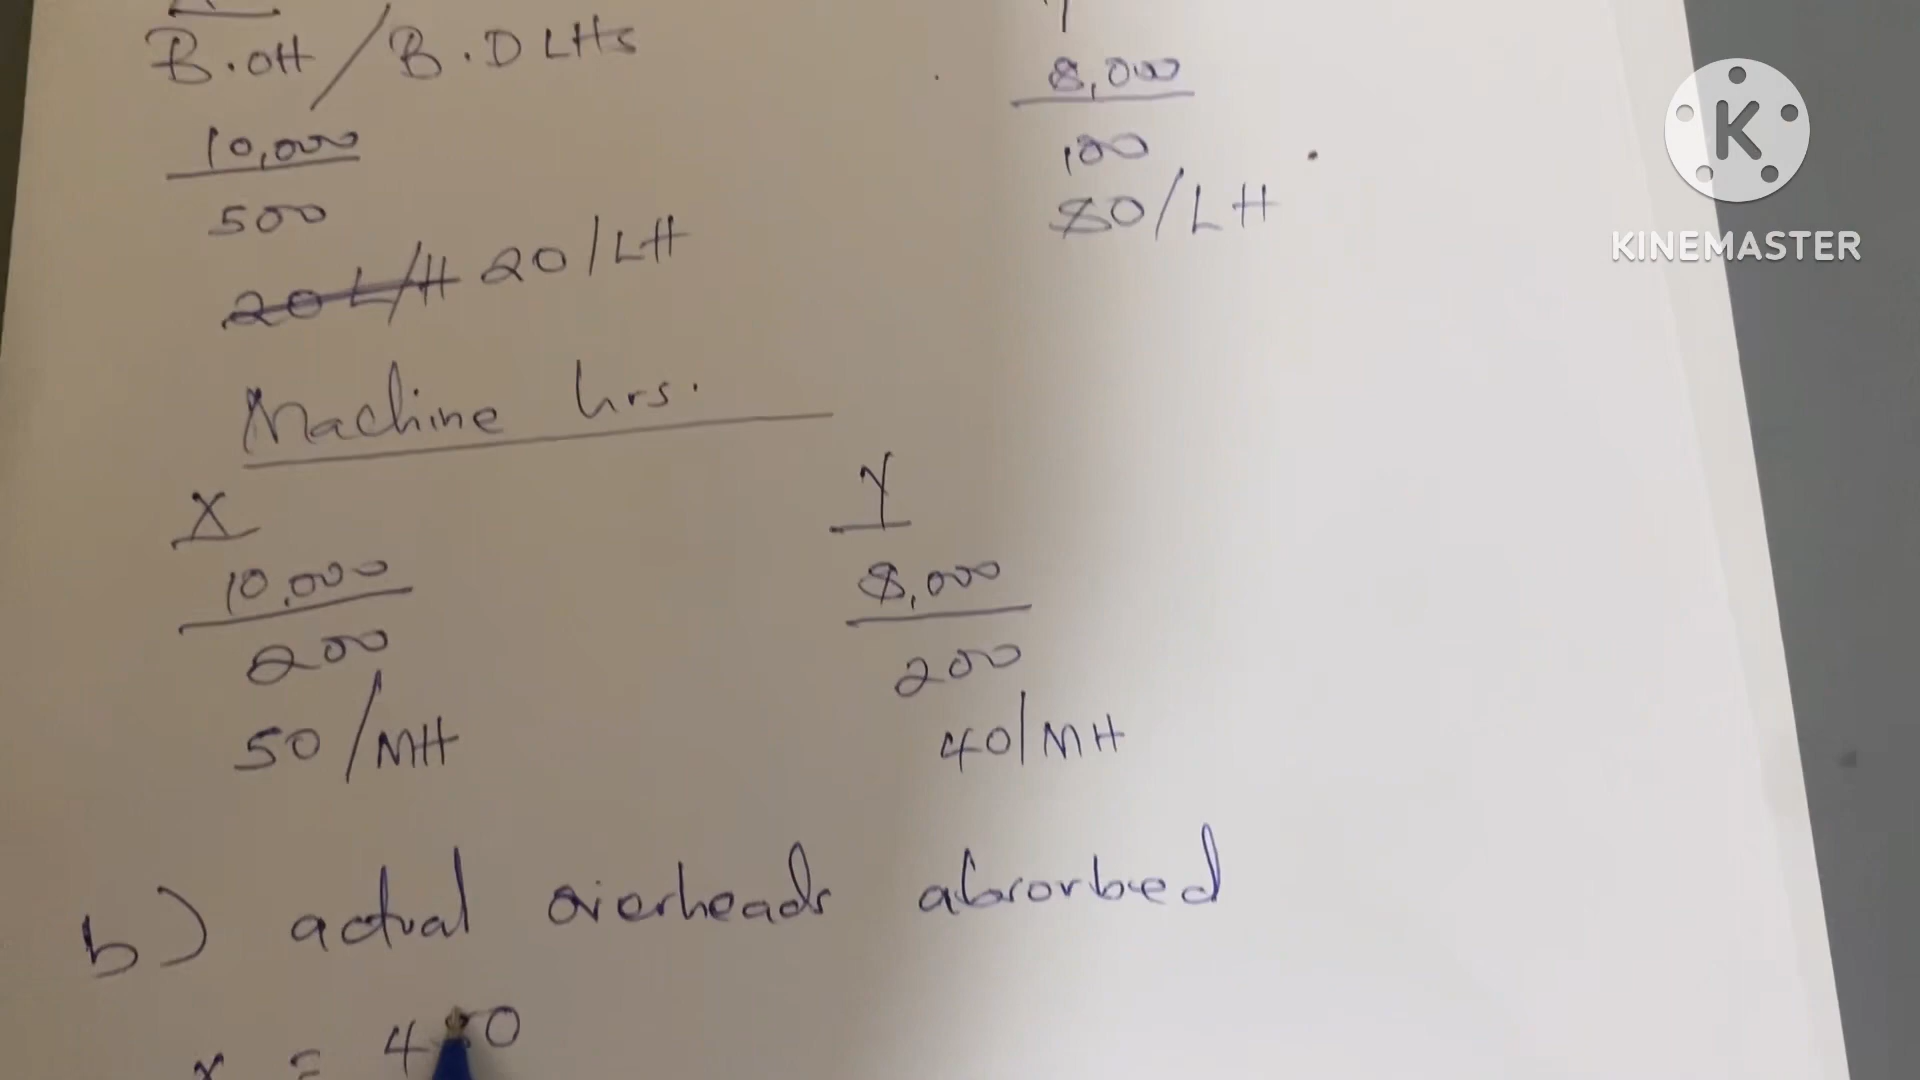 B.OH / B.DLHs
10,000
500
20 L/H 20/LH
Y
8,000
100
80/LH
K
KINEMASTER
Machine hrs.
X
10,000
200
50/MH
Y
8,000
200
40/MH
b) actual overheads absorbed
x =